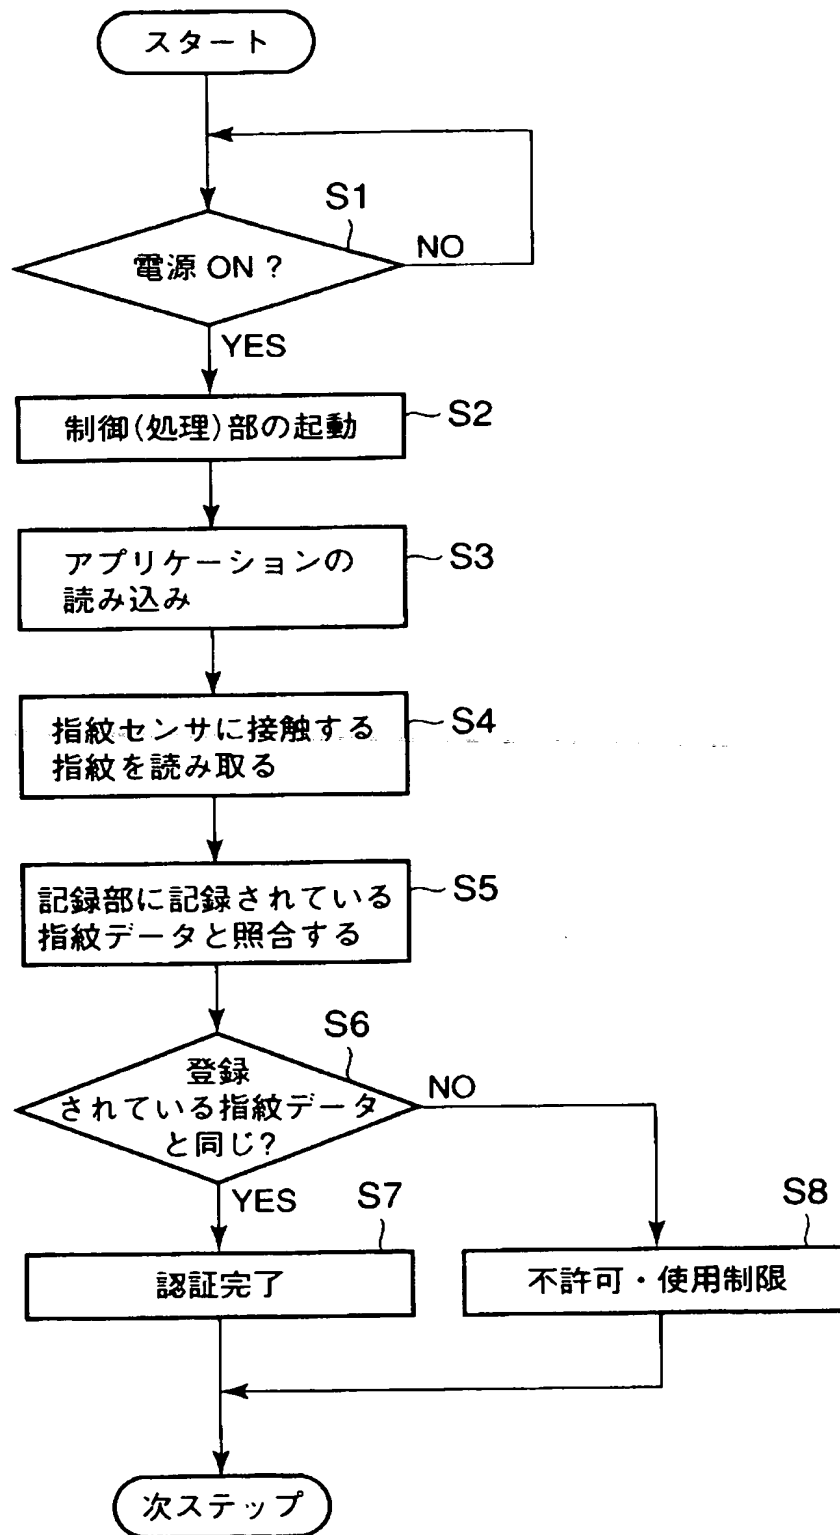 スタート
S1
電源 ON ?
NO
YES
制御(処理)部の起動
S2
アプリケーションの
読み込み
S3
指紋センサに接触する
指紋を読み取る
S4
記録部に記録されている
指紋データと照合する
S5
S6
登録
されている指紋データ
と同じ?
NO
YES
S7
認証完了
S8
不許可・使用制限
次ステップ